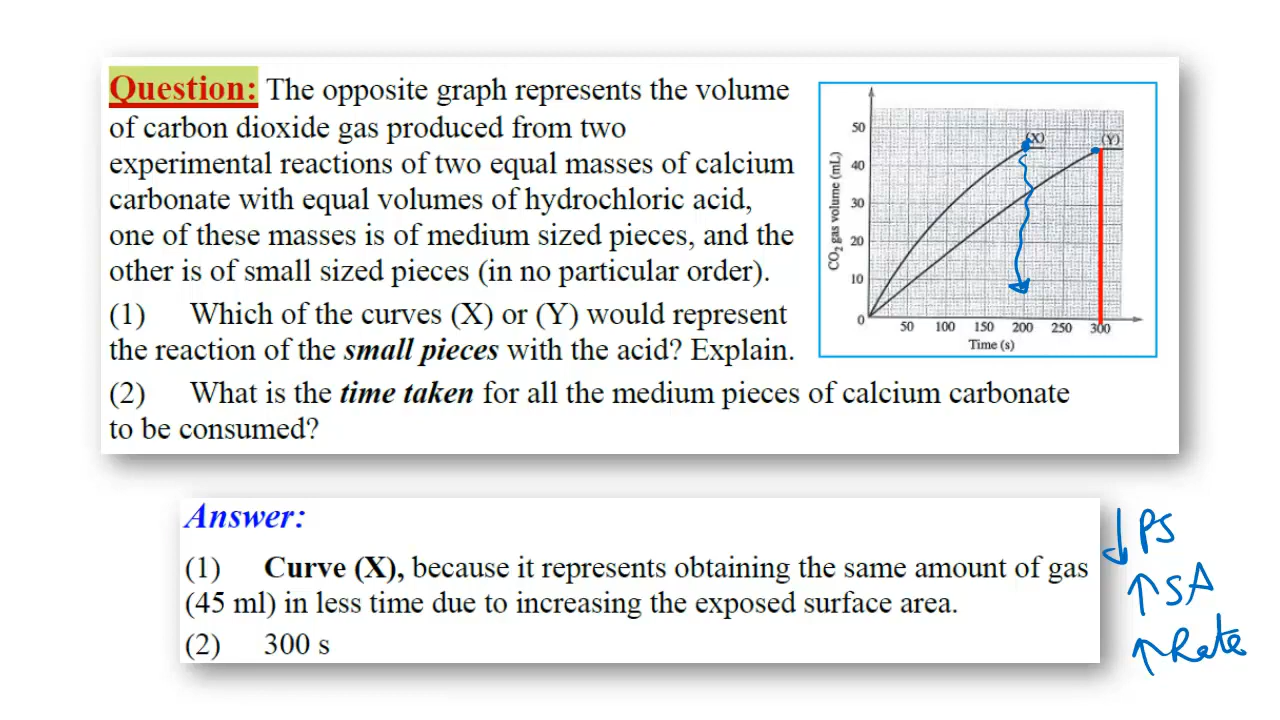 Question: The opposite graph represents the volume
of carbon dioxide gas produced from two
experimental reactions of two equal masses of calcium
carbonate with equal volumes of hydrochloric acid,
one of these masses is of medium sized pieces, and the
other is of small sized pieces (in no particular order).
(1) Which of the curves (X) or (Y) would represent
the reaction of the small pieces with the acid? Explain.
(2) What is the time taken for all the medium pieces of calcium carbonate
to be consumed?
CO2 gas volume (mL)
50
40
30
20
10
0
(X)
(Y)
50 100 150 200 250 300
Time (s)
Answer:
(1) Curve (X), because it represents obtaining the same amount of gas
(45 ml) in less time due to increasing the exposed surface area.
(2) 300 s
↓ PS
↑ SA
↑ Rate